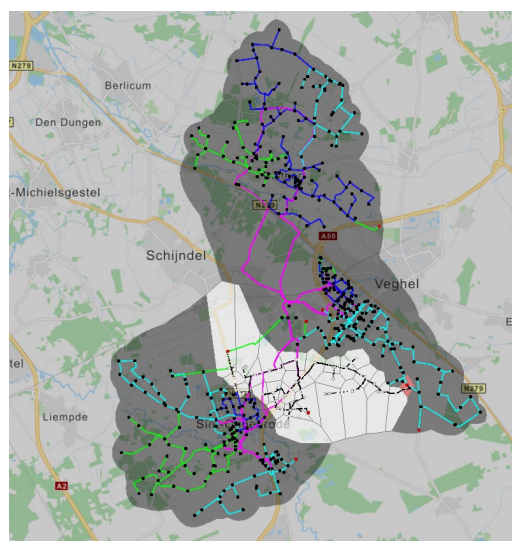 N279
Berlicum
Den Dungen
-Michielsgestel
N279
A50
Schijndel
Veghel
E
tel
N279
Liempde
A2